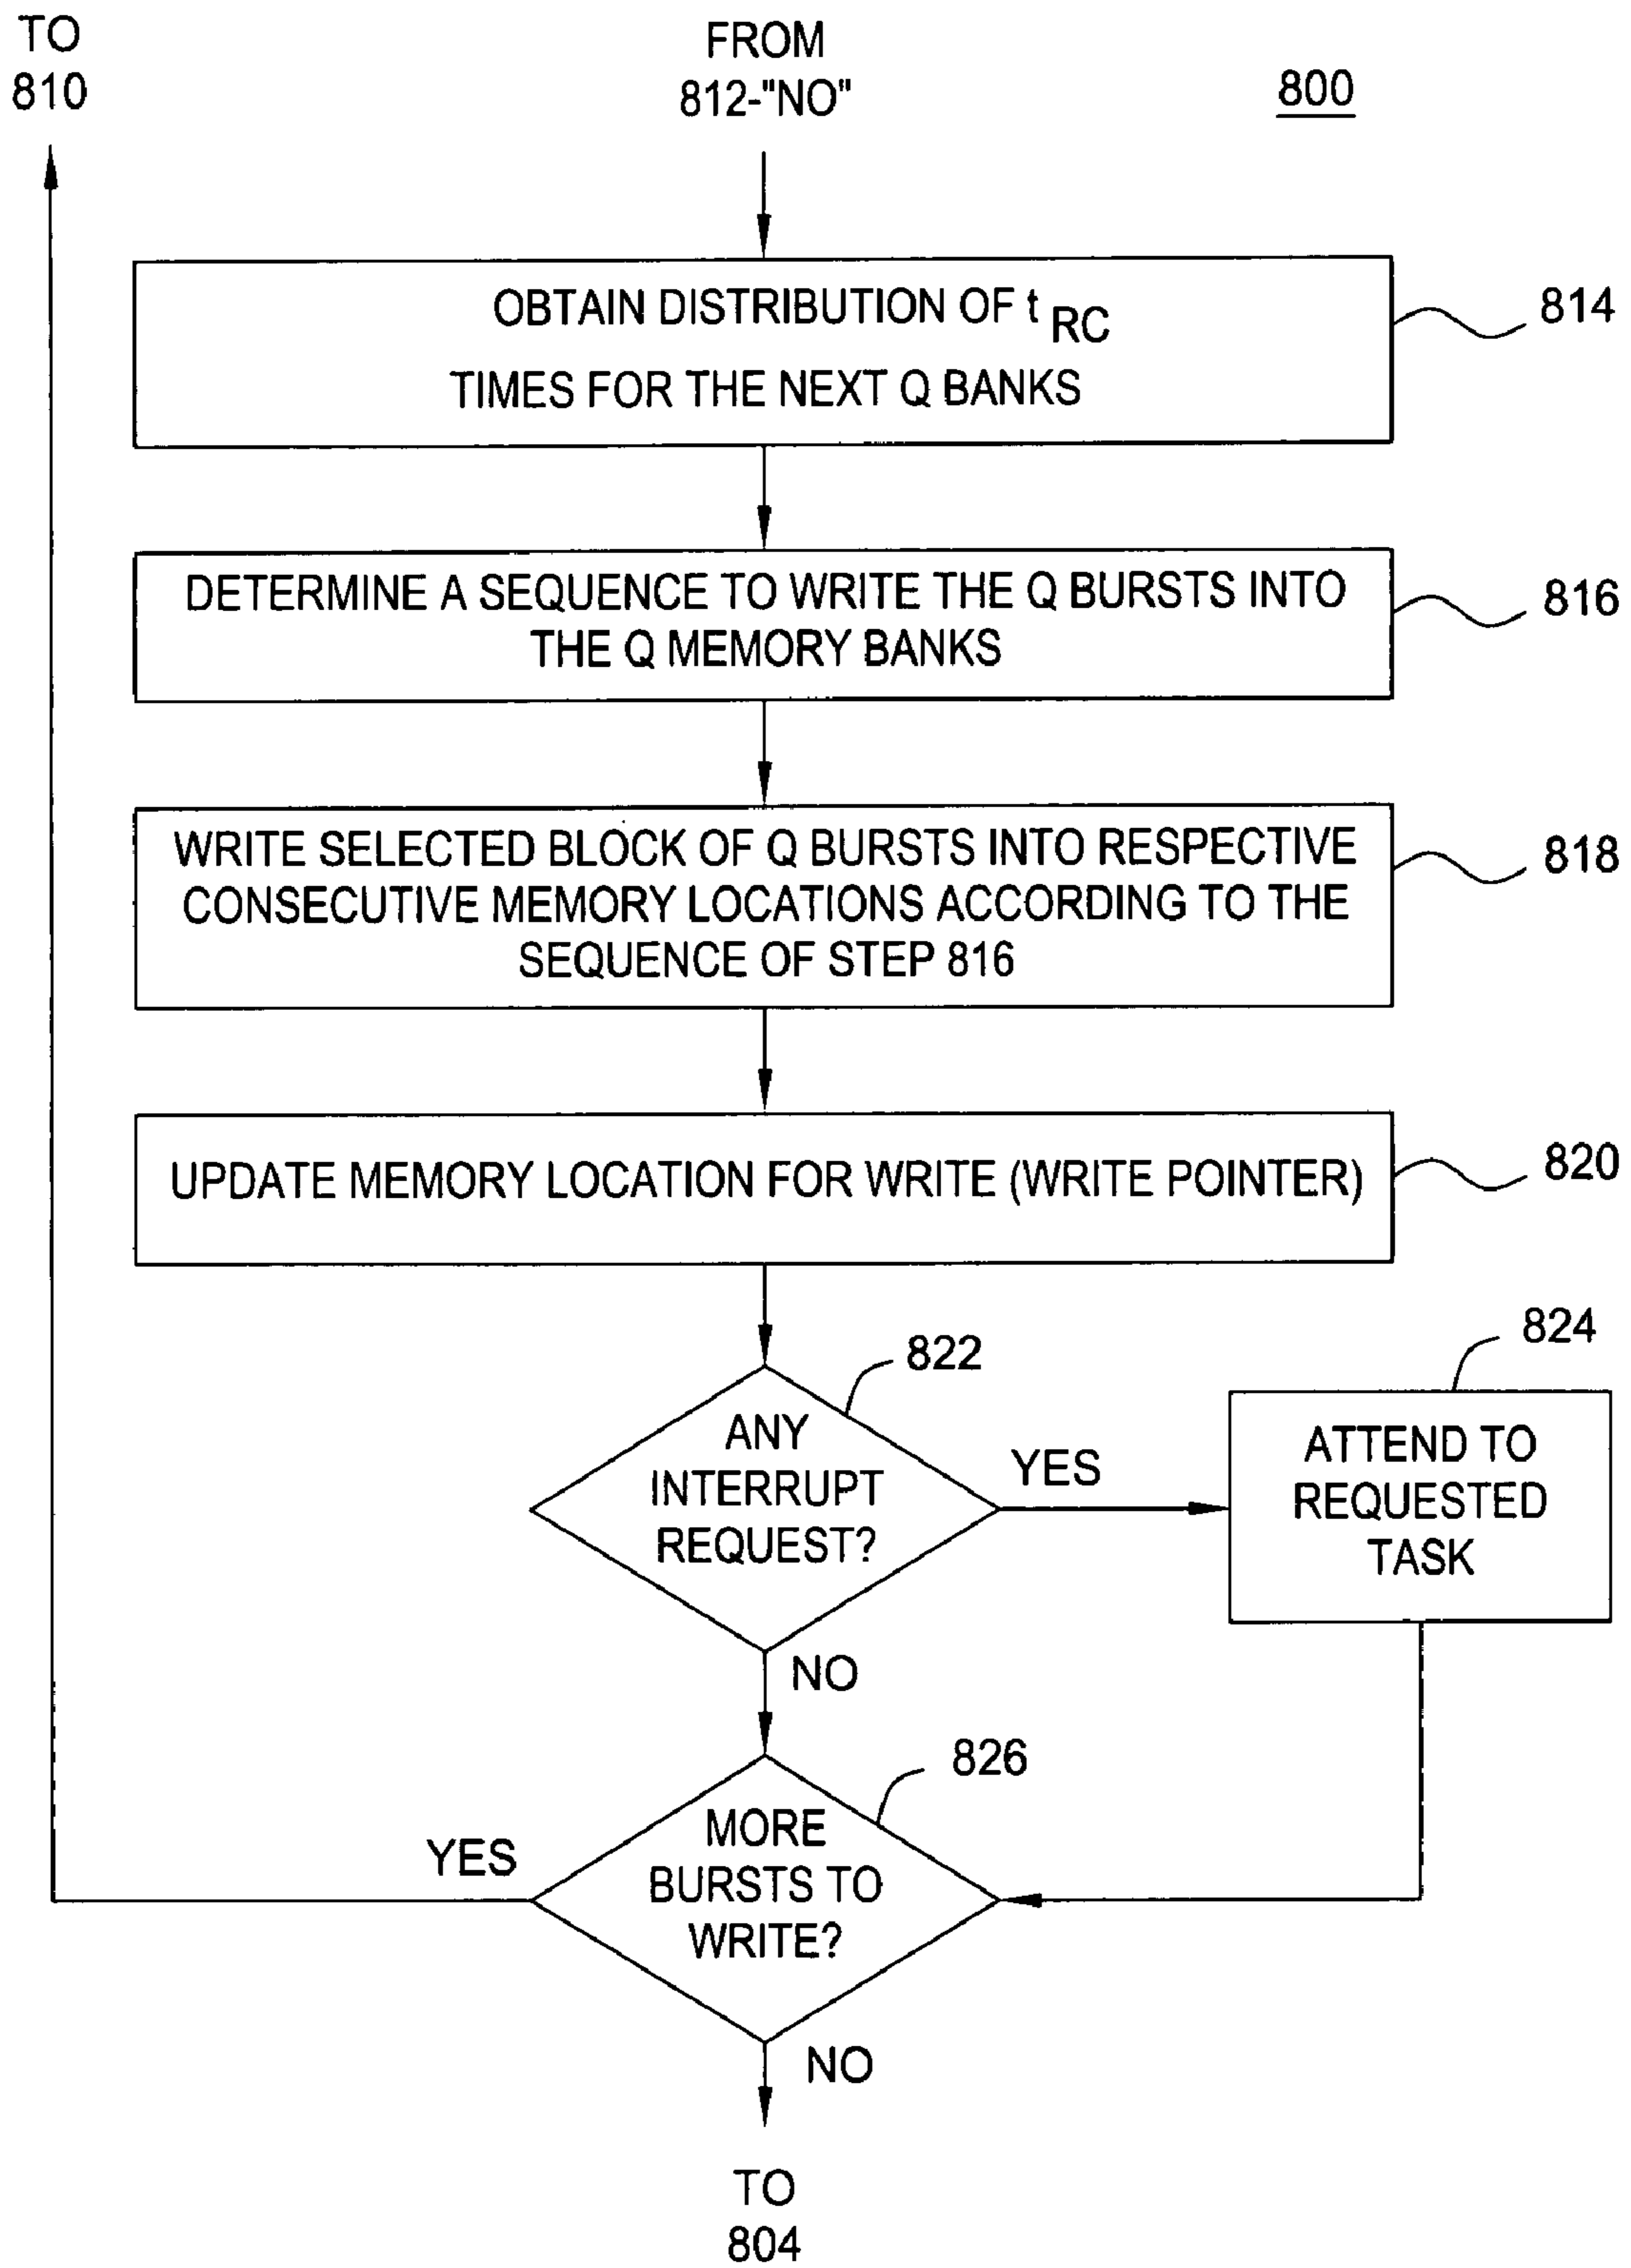 TO
810
FROM
812-"NO"
800
OBTAIN DISTRIBUTION OF t RC
TIMES FOR THE NEXT Q BANKS
814
DETERMINE A SEQUENCE TO WRITE THE Q BURSTS INTO
THE Q MEMORY BANKS
816
WRITE SELECTED BLOCK OF Q BURSTS INTO RESPECTIVE
CONSECUTIVE MEMORY LOCATIONS ACCORDING TO THE
SEQUENCE OF STEP 816
818
UPDATE MEMORY LOCATION FOR WRITE (WRITE POINTER)
820
822
ANY
INTERRUPT
REQUEST?
YES
824
ATTEND TO
REQUESTED
TASK
NO
826
MORE
BURSTS TO
WRITE?
YES
NO
TO
804